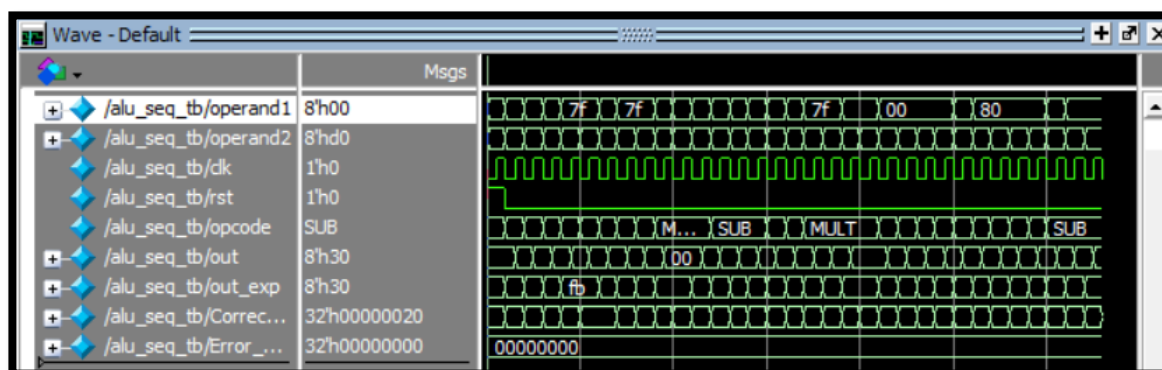 Wave - Default
Msgs
/alu_seq_tb/operand1 8'h00 7f 7f 7f 00 80
/alu_seq_tb/operand2 8'hd0
/alu_seq_tb/clk 1'h0
/alu_seq_tb/rst 1'h0
/alu_seq_tb/opcode SUB M... SUB MULT SUB
/alu_seq_tb/out 8'h30 00
/alu_seq_tb/out_exp 8'h30 fb
/alu_seq_tb/Correc... 32'h00000020
/alu_seq_tb/Error_... 32'h00000000 00000000